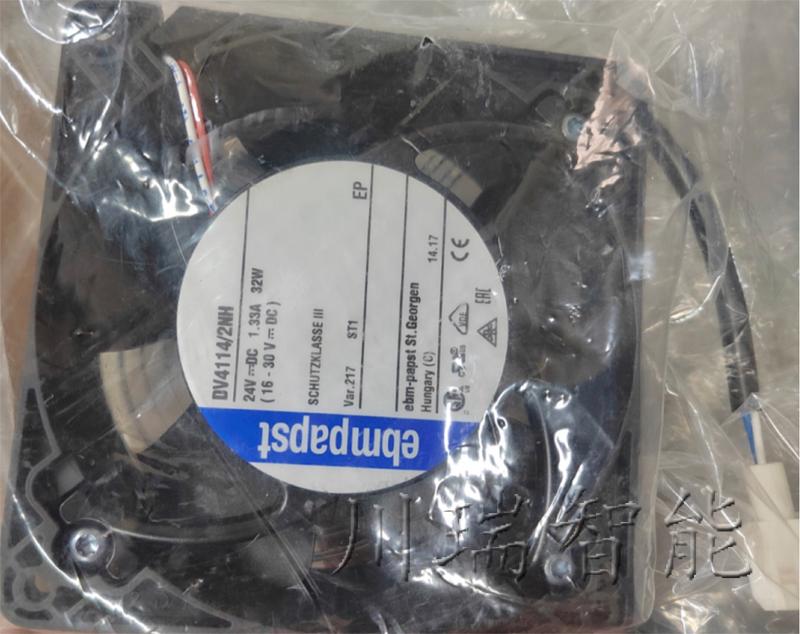 ebmpapst
DV4114/2NH
24V⎓DC 1.33A 32W
( 16 - 30 V⎓DC )
SCHUTZKLASSE III
Var.217 ST1
EP
ebm-papst St.Georgen
Hungary (C) 14.17
CE
VDE
EAC
川瑞智能